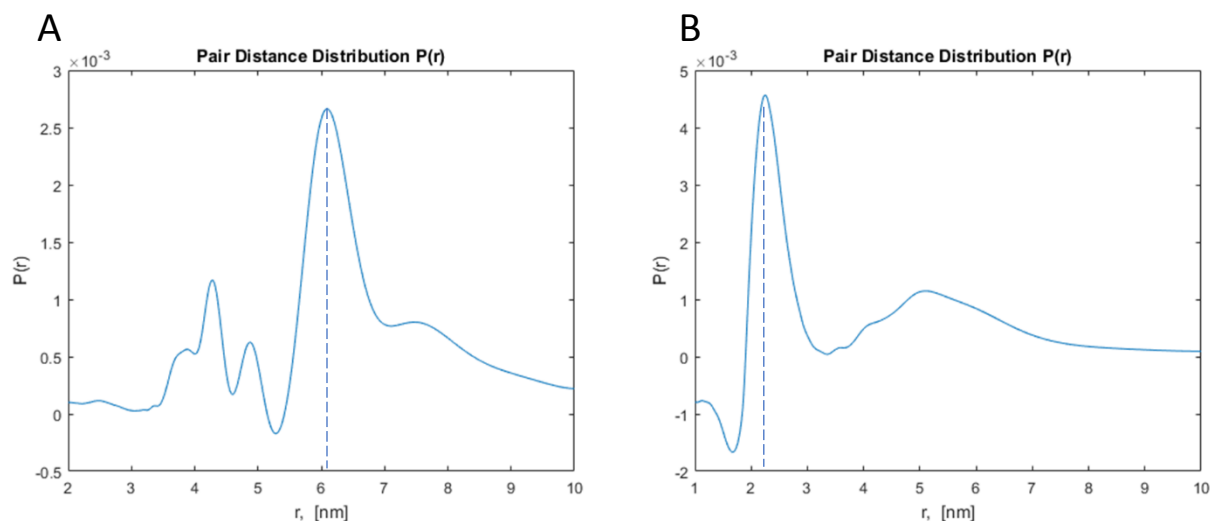 A
Pair Distance Distribution P(r)
×10⁻³
3
2.5
2
1.5
1
0.5
0
-0.5
P(r)
2 3 4 5 6 7 8 9 10
r, [nm]
B
Pair Distance Distribution P(r)
×10⁻³
5
4
3
2
1
0
-1
-2
P(r)
1 2 3 4 5 6 7 8 9 10
r, [nm]